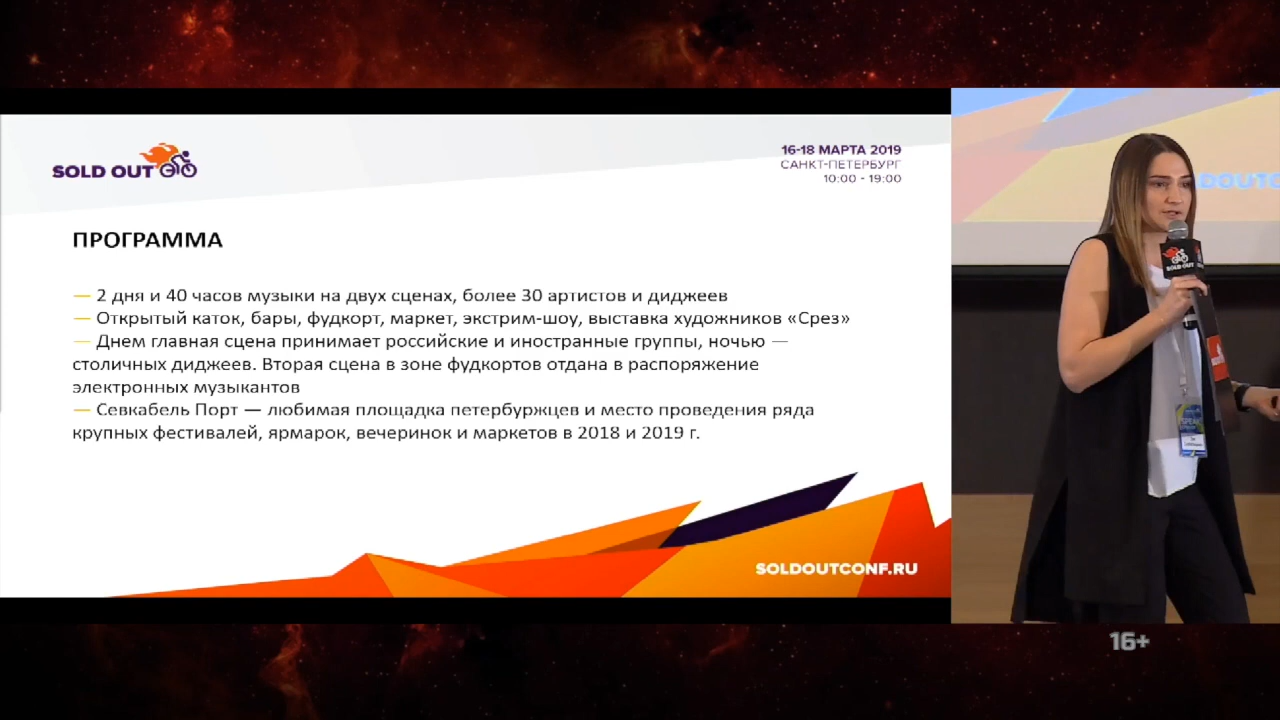 SOLD OUT
16-18 МАРТА 2019
САНКТ-ПЕТЕРБУРГ
10:00 - 19:00
ПРОГРАММА
— 2 дня и 40 часов музыки на двух сценах, более 30 артистов и диджеев
— Открытый каток, бары, фудкорт, маркет, экстрим-шоу, выставка художников «Срез»
— Днем главная сцена принимает российские и иностранные группы, ночью —
столичных диджеев. Вторая сцена в зоне фудкортов отдана в распоряжение
электронных музыкантов
— Севкабель Порт — любимая площадка петербуржцев и место проведения ряда
крупных фестивалей, ярмарок, вечеринок и маркетов в 2018 и 2019 г.
SOLDOUTCONF.RU
SOLD OUT
16+